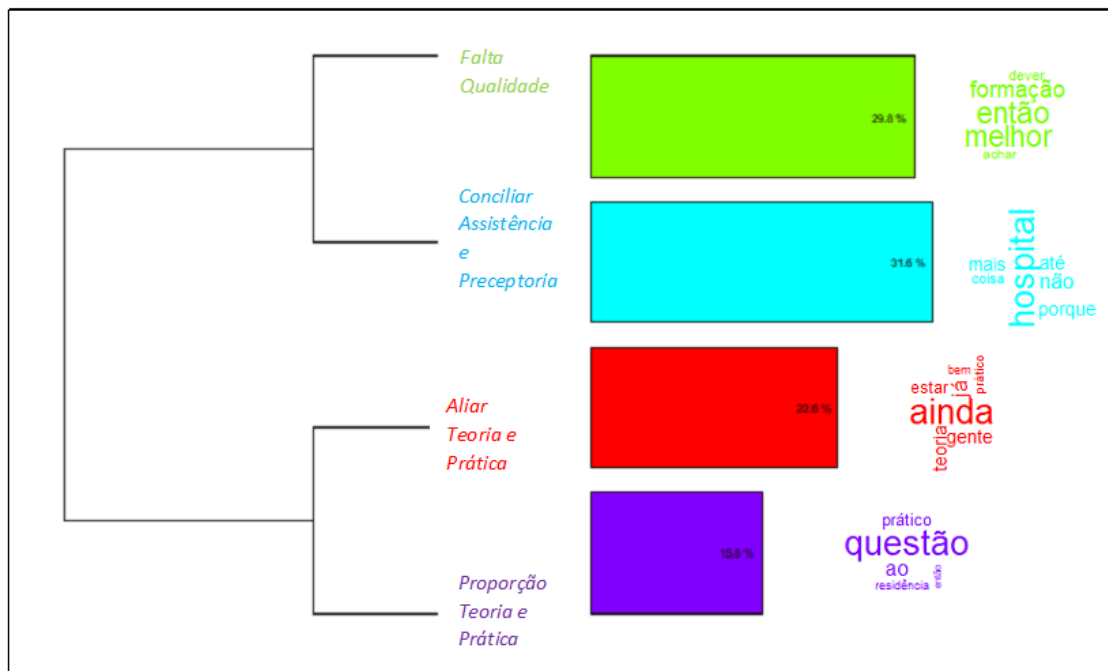 Falta
Qualidade
29.8 %
dever
formação
então
melhor
achar
Conciliar
Assistência
e
Preceptoria
31.6 %
hospital
mais
até
coisa
não
porque
Aliar
Teoria e
Prática
22.8 %
bem
prático
estar
já
ainda
teoria
gente
Proporção
Teoria e
Prática
15.8 %
prático
questão
ao
residência
então